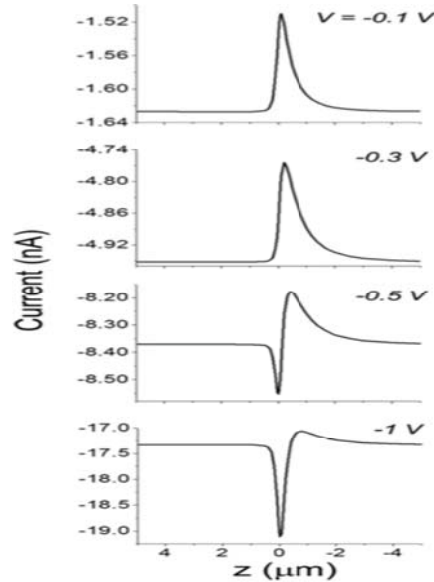 -1.52
V = -0.1 V
-1.56
-1.60
-1.64
-4.74
-0.3 V
-4.80
-4.86
-4.92
Current (nA)
-8.20
-0.5 V
-8.30
-8.40
-8.50
-17.0
-1 V
-17.5
-18.0
-18.5
-19.0
4 2 0 -2 -4
z (μm)